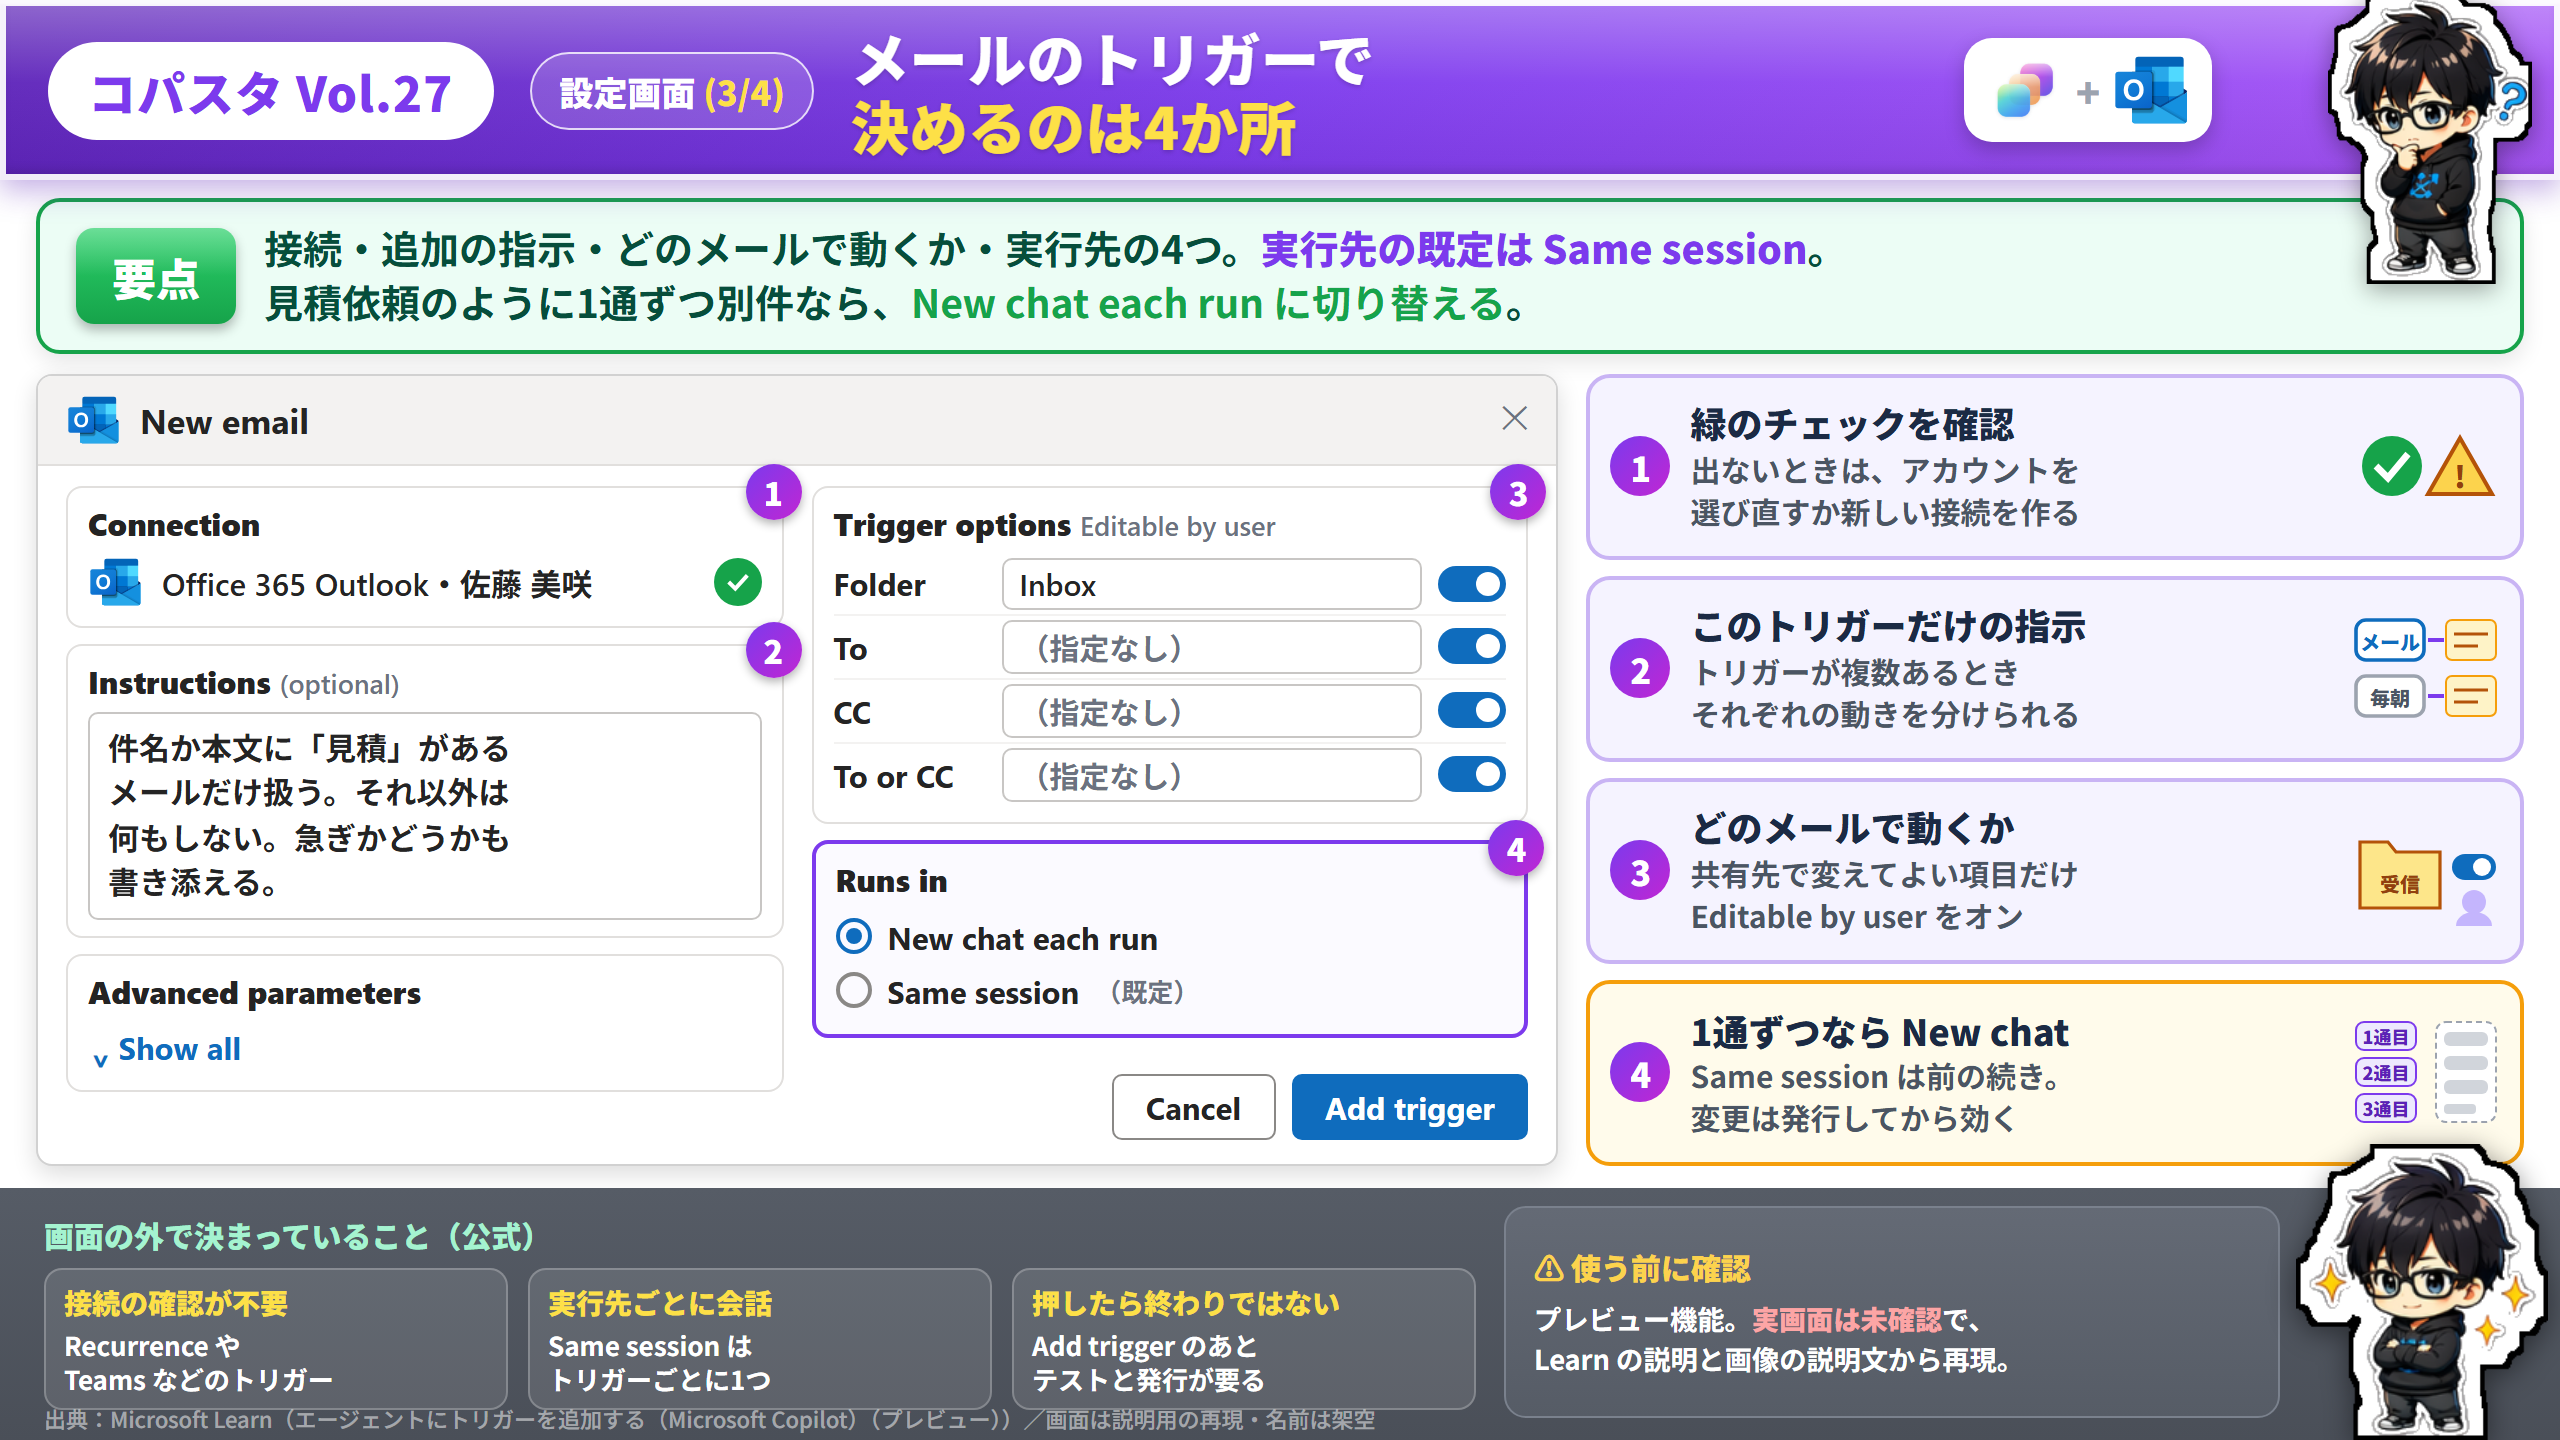 コパスタ Vol.27
設定画面 (3/4)
メールのトリガーで
決めるのは4か所
+
?
要点
接続・追加の指示・どのメールで動くか・実行先の4つ。実行先の既定は Same session。
見積依頼のように1通ずつ別件なら、New chat each run に切り替える。
New email
1
Connection
Office 365 Outlook・佐藤 美咲
2
Instructions (optional)
件名か本文に「見積」がある
メールだけ扱う。それ以外は
何もしない。急ぎかどうかも
書き添える。
Advanced parameters
Show all
3
Trigger options Editable by user
Folder Inbox
To （指定なし）
CC （指定なし）
To or CC （指定なし）
4
Runs in
New chat each run
Same session （既定）
Cancel
Add trigger
1
緑のチェックを確認
出ないときは、アカウントを
選び直すか新しい接続を作る
!
2
このトリガーだけの指示
トリガーが複数あるとき
それぞれの動きを分けられる
メール
毎朝
3
どのメールで動くか
共有先で変えてよい項目だけ
Editable by user をオン
受信
4
1通ずつなら New chat
Same session は前の続き。
変更は発行してから効く
1通目
2通目
3通目
画面の外で決まっていること（公式）
接続の確認が不要
Recurrence や
Teams などのトリガー
実行先ごとに会話
Same session は
トリガーごとに1つ
押したら終わりではない
Add trigger のあと
テストと発行が要る
⚠ 使う前に確認
プレビュー機能。実画面は未確認で、
Learn の説明と画像の説明文から再現。
出典：Microsoft Learn（エージェントにトリガーを追加する（Microsoft Copilot）（プレビュー））／画面は説明用の再現・名前は架空